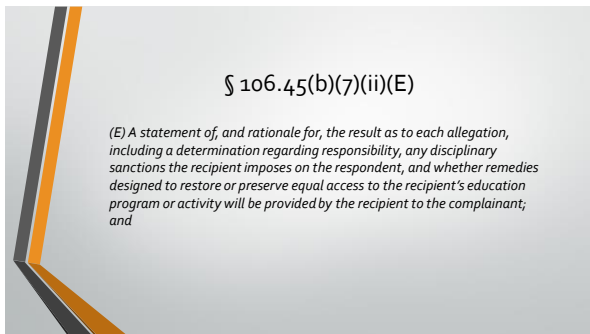 § 106.45(b)(7)(ii)(E)
(E) A statement of, and rationale for, the result as to each allegation,
including a determination regarding responsibility, any disciplinary
sanctions the recipient imposes on the respondent, and whether remedies
designed to restore or preserve equal access to the recipient’s education
program or activity will be provided by the recipient to the complainant;
and